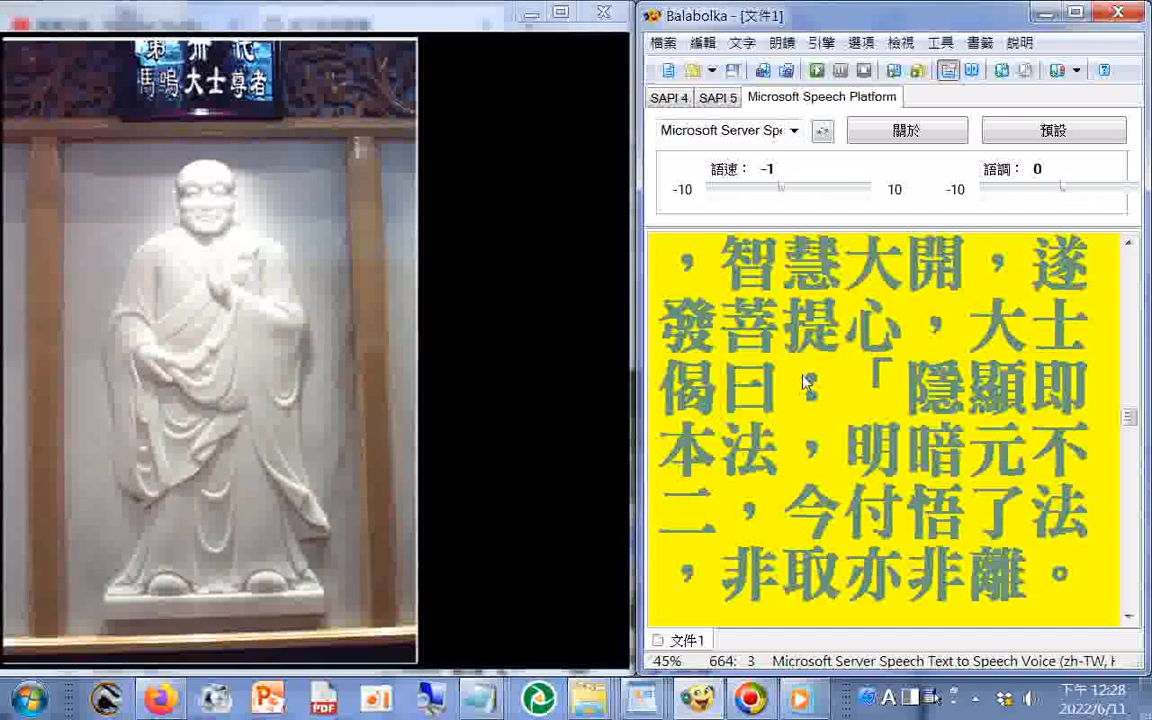 馬鳴大士尊者
Balabolka - [文件1]
檔案 編輯 文字 朗讀 引擎 選項 檢視 工具 書籤 說明
SAPI 4 SAPI 5 Microsoft Speech Platform
Microsoft Server Spe 關於 預設
語速： -1 語調： 0
-10 10 -10
，智慧大開，遂
發菩提心，大士
偈曰：「隱顯即
本法，明暗元不
二，今付悟了法
，非取亦非離。
文件1
45% 664: 3 Microsoft Server Speech Text to Speech Voice (zh-TW, H
PDF
A
下午 12:28
2022/6/11